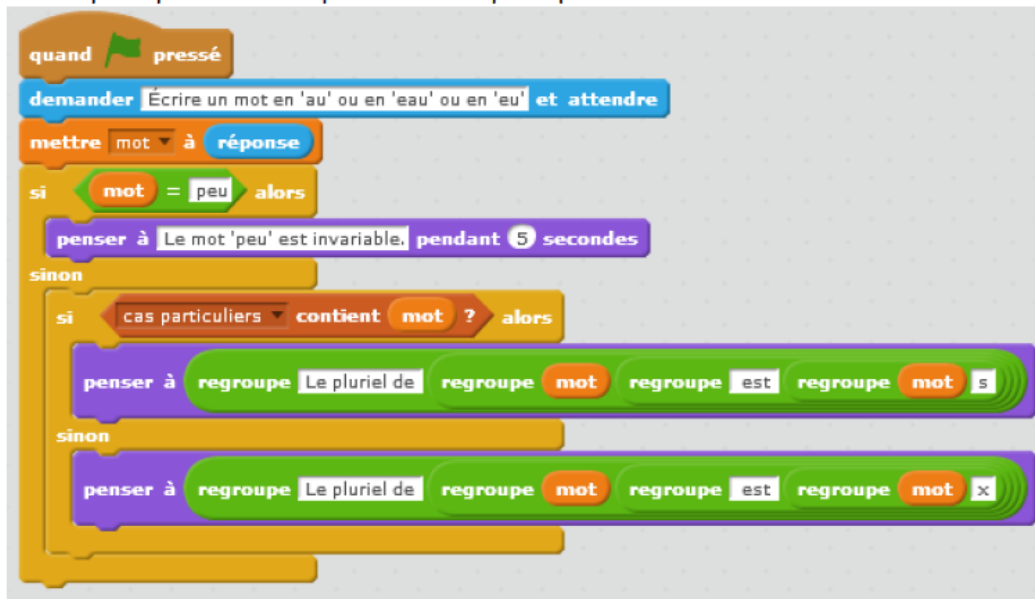 quand pressé
demander Écrire un mot en 'au' ou en 'eau' ou en 'eu' et attendre
mettre mot à réponse
si mot = peu alors
penser à Le mot 'peu' est invariable. pendant 5 secondes
sinon
si cas particuliers contient mot ? alors
penser à regroupe Le pluriel de regroupe mot regroupe est regroupe mot s
sinon
penser à regroupe Le pluriel de regroupe mot regroupe est regroupe mot x